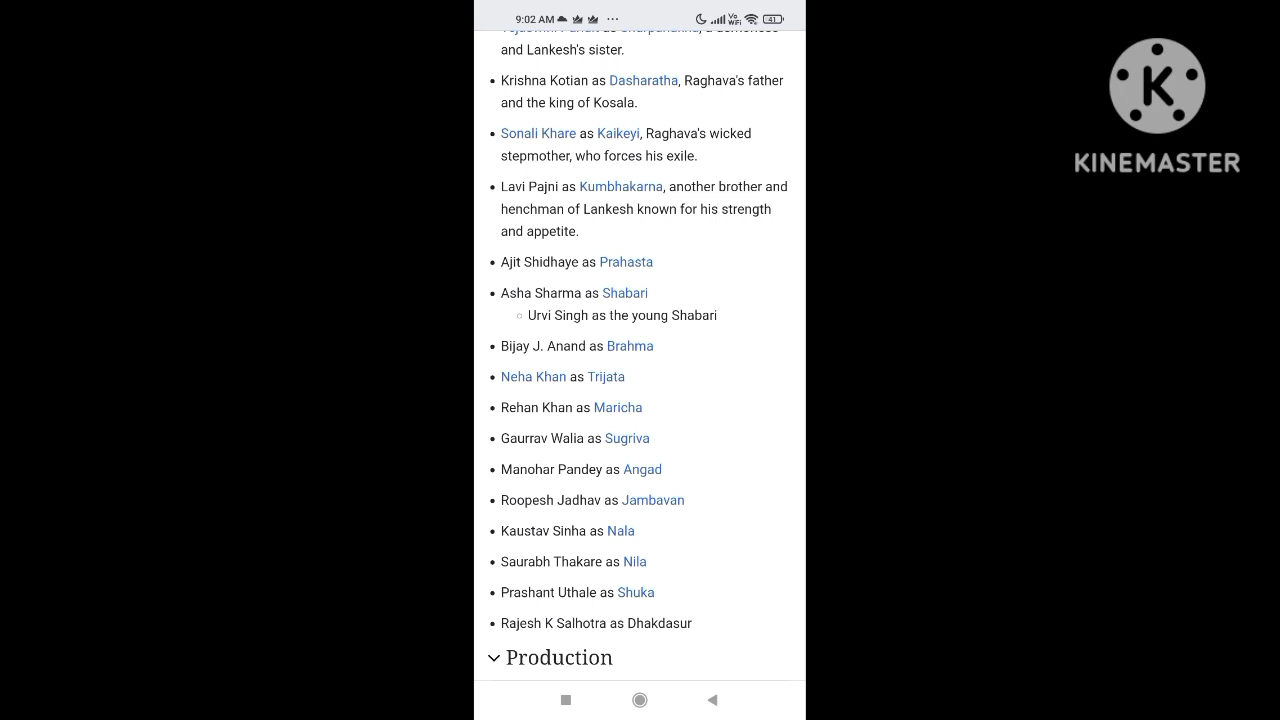 9:02 AM
Vo
WiFi
41
and Lankesh's sister.
• Krishna Kotian as Dasharatha, Raghava's father
and the king of Kosala.
• Sonali Khare as Kaikeyi, Raghava's wicked
stepmother, who forces his exile.
• Lavi Pajni as Kumbhakarna, another brother and
henchman of Lankesh known for his strength
and appetite.
• Ajit Shidhaye as Prahasta
• Asha Sharma as Shabari
○ Urvi Singh as the young Shabari
• Bijay J. Anand as Brahma
• Neha Khan as Trijata
• Rehan Khan as Maricha
• Gaurrav Walia as Sugriva
• Manohar Pandey as Angad
• Roopesh Jadhav as Jambavan
• Kaustav Sinha as Nala
• Saurabh Thakare as Nila
• Prashant Uthale as Shuka
• Rajesh K Salhotra as Dhakdasur
Production
K
KINEMASTER